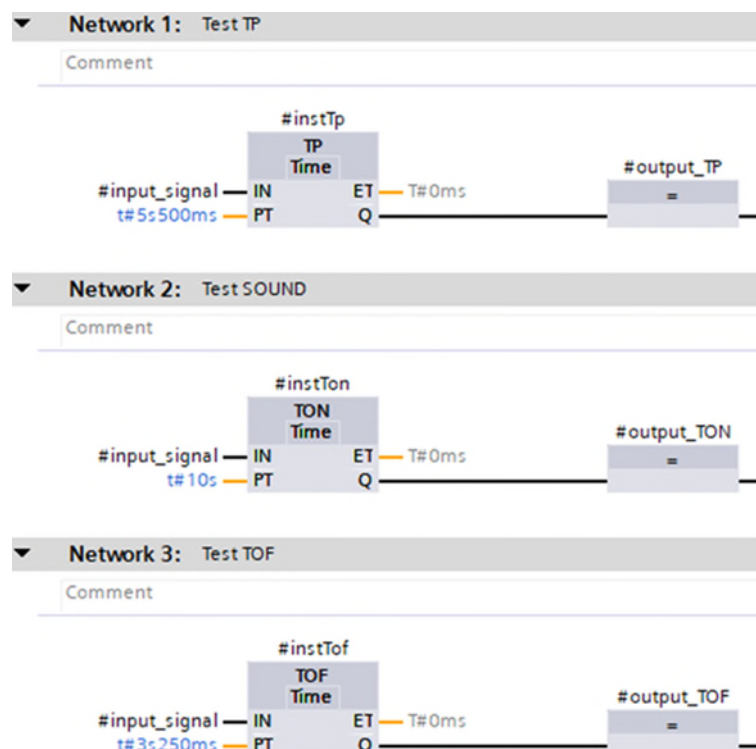 Network 1: Test TP
Comment
#instTp
TP
Time
#output_TP
#input_signal IN ET T#0ms =
t#5s500ms PT Q
Network 2: Test SOUND
Comment
#instTon
TON
Time
#output_TON
#input_signal IN ET T#0ms =
t#10s PT Q
Network 3: Test TOF
Comment
#instTof
TOF
Time
#output_TOF
#input_signal IN ET T#0ms =
t#3s250ms PT Q